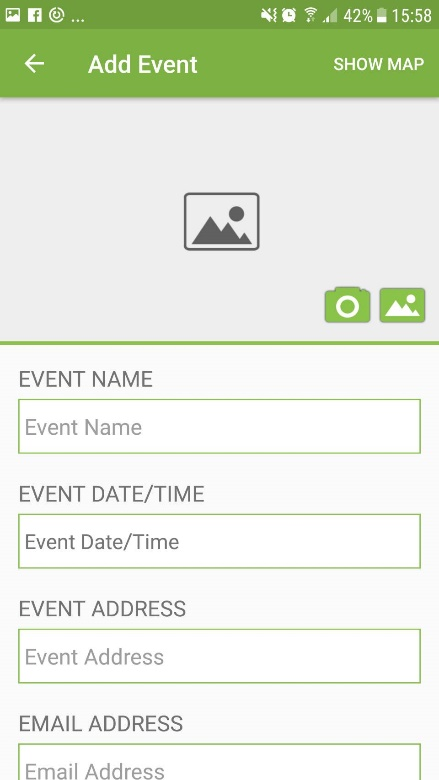 ... 42% 15:58
Add Event SHOW MAP
EVENT NAME
Event Name
EVENT DATE/TIME
Event Date/Time
EVENT ADDRESS
Event Address
EMAIL ADDRESS
Email Address